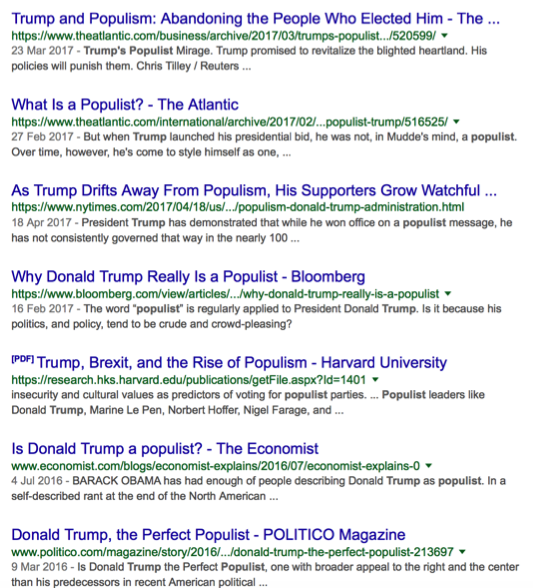 Trump and Populism: Abandoning the People Who Elected Him - The ...
https://www.theatlantic.com/business/archive/2017/03/trumps-populist.../520599/
23 Mar 2017 - Trump's Populist Mirage. Trump promised to revitalize the blighted heartland. His
policies will punish them. Chris Tilley / Reuters ...
What Is a Populist? - The Atlantic
https://www.theatlantic.com/international/archive/2017/02/...populist-trump/516525/
27 Feb 2017 - But when Trump launched his presidential bid, he was not, in Mudde's mind, a populist.
Over time, however, he's come to style himself as one, ...
As Trump Drifts Away From Populism, His Supporters Grow Watchful ...
https://www.nytimes.com/2017/04/18/us/.../populism-donald-trump-administration.html
18 Apr 2017 - President Trump has demonstrated that while he won office on a populist message, he
has not consistently governed that way in the nearly 100 ...
Why Donald Trump Really Is a Populist - Bloomberg
https://www.bloomberg.com/view/articles/.../why-donald-trump-really-is-a-populist
16 Feb 2017 - The word "populist" is regularly applied to President Donald Trump. Is it because his
politics, and policy, tend to be crude and crowd-pleasing?
[PDF] Trump, Brexit, and the Rise of Populism - Harvard University
https://research.hks.harvard.edu/publications/getFile.aspx?Id=1401
insecurity and cultural values as predictors of voting for populist parties. ... Populist leaders like
Donald Trump, Marine Le Pen, Norbert Hoffer, Nigel Farage, and ...
Is Donald Trump a populist? - The Economist
www.economist.com/blogs/economist-explains/2016/07/economist-explains-0
4 Jul 2016 - BARACK OBAMA has had enough of people describing Donald Trump as populist. In a
self-described rant at the end of the North American ...
Donald Trump, the Perfect Populist - POLITICO Magazine
www.politico.com/magazine/story/2016/.../donald-trump-the-perfect-populist-213697
9 Mar 2016 - Is Donald Trump the Perfect Populist, one with broader appeal to the right and the center
than his predecessors in recent American political ...